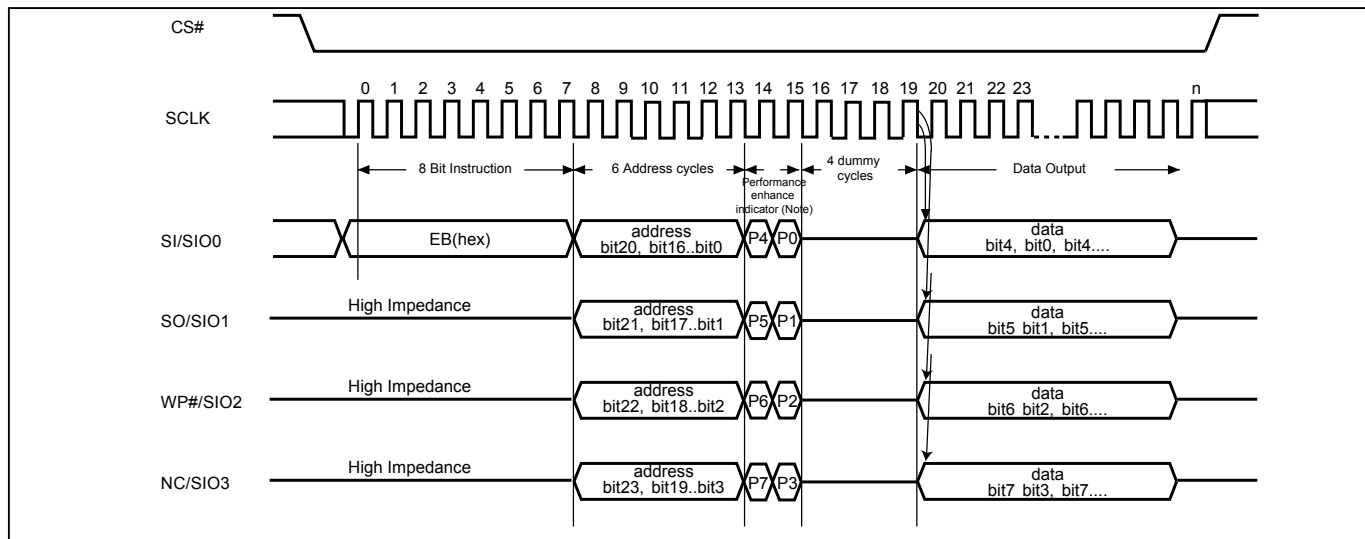 CS#
0 1 2 3 4 5 6 7 8 9 10 11 12 13 14 15 16 17 18 19 20 21 22 23 n
SCLK
8 Bit Instruction
6 Address cycles
Performance
enhance
indicator (Note)
4 dummy
cycles
Data Output
SI/SIO0
EB(hex)
address
bit20, bit16..bit0
P4 P0
data
bit4, bit0, bit4....
SO/SIO1
High Impedance
address
bit21, bit17..bit1
P5 P1
data
bit5 bit1, bit5....
WP#/SIO2
High Impedance
address
bit22, bit18..bit2
P6 P2
data
bit6 bit2, bit6....
NC/SIO3
High Impedance
address
bit23, bit19..bit3
P7 P3
data
bit7 bit3, bit7....